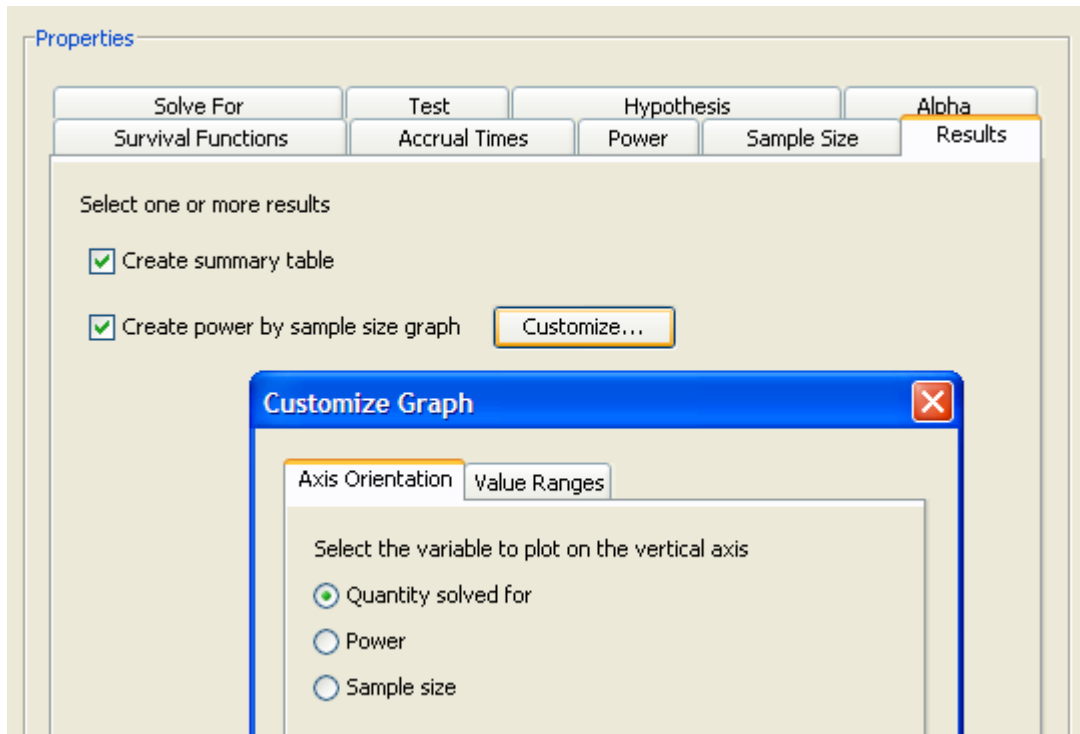 Properties
Solve For Test Hypothesis Alpha
Survival Functions Accrual Times Power Sample Size Results
Select one or more results
Create summary table
Create power by sample size graph Customize...
Customize Graph
Axis Orientation Value Ranges
Select the variable to plot on the vertical axis
Quantity solved for
Power
Sample size